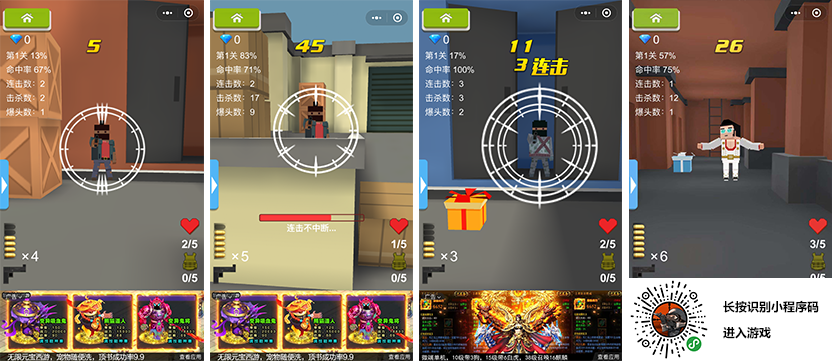 0
5
第1关 13%
命中率 67%
连击数: 2
击杀数: 2
爆头数: 2
×4
2/5
0/5
广告
无限元宝西游，宠物随便洗，顶书成功率9.9
查看应用
0
45
第1关 83%
命中率 71%
连击数: 2
击杀数: 17
爆头数: 9
连击不中断...
×5
1/5
0/5
广告
无限元宝西游，宠物随便洗，顶书成功率9.9
查看应用
0
11
3 连击
第1关 17%
命中率 100%
连击数: 3
击杀数: 3
爆头数: 2
×3
2/5
0/5
广告
查看应用
0
26
第1关 57%
命中率 75%
连击数: 1
击杀数: 12
爆头数: 1
×6
3/5
0/5
长按识别小程序码
进入游戏